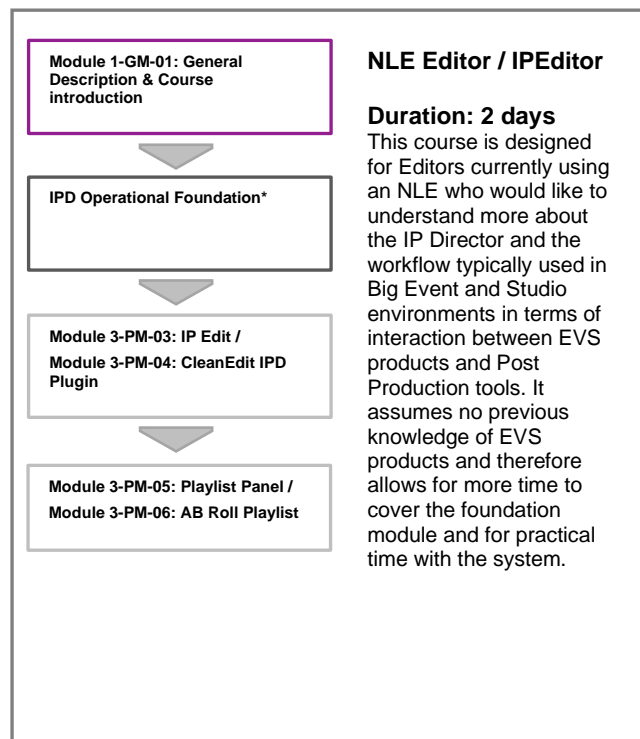 Module 1-GM-01: General
Description & Course
introduction
IPD Operational Foundation*
Module 3-PM-03: IP Edit /
Module 3-PM-04: CleanEdit IPD
Plugin
Module 3-PM-05: Playlist Panel /
Module 3-PM-06: AB Roll Playlist
NLE Editor / IPEditor
Duration: 2 days
This course is designed
for Editors currently using
an NLE who would like to
understand more about
the IP Director and the
workflow typically used in
Big Event and Studio
environments in terms of
interaction between EVS
products and Post
Production tools. It
assumes no previous
knowledge of EVS
products and therefore
allows for more time to
cover the foundation
module and for practical
time with the system.